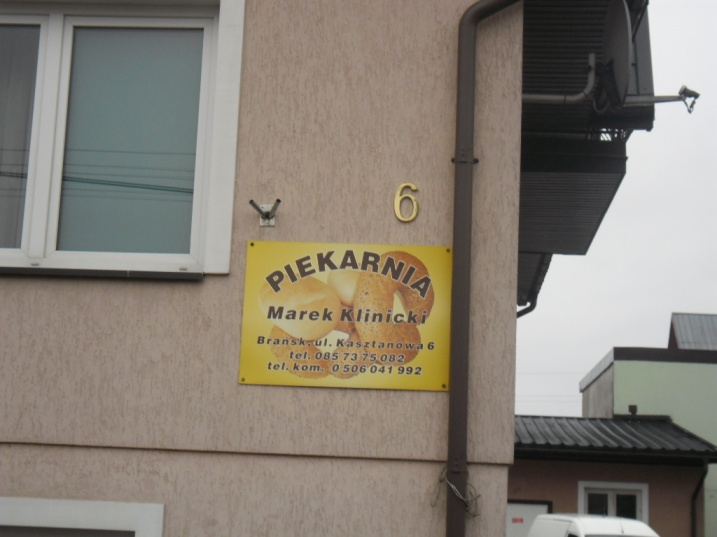 6
PIEKARNIA
Marek Klinicki
Brańsk, ul. Kasztanowa 6
tel. 085 73 75 082
tel. kom. 0 506 041 992